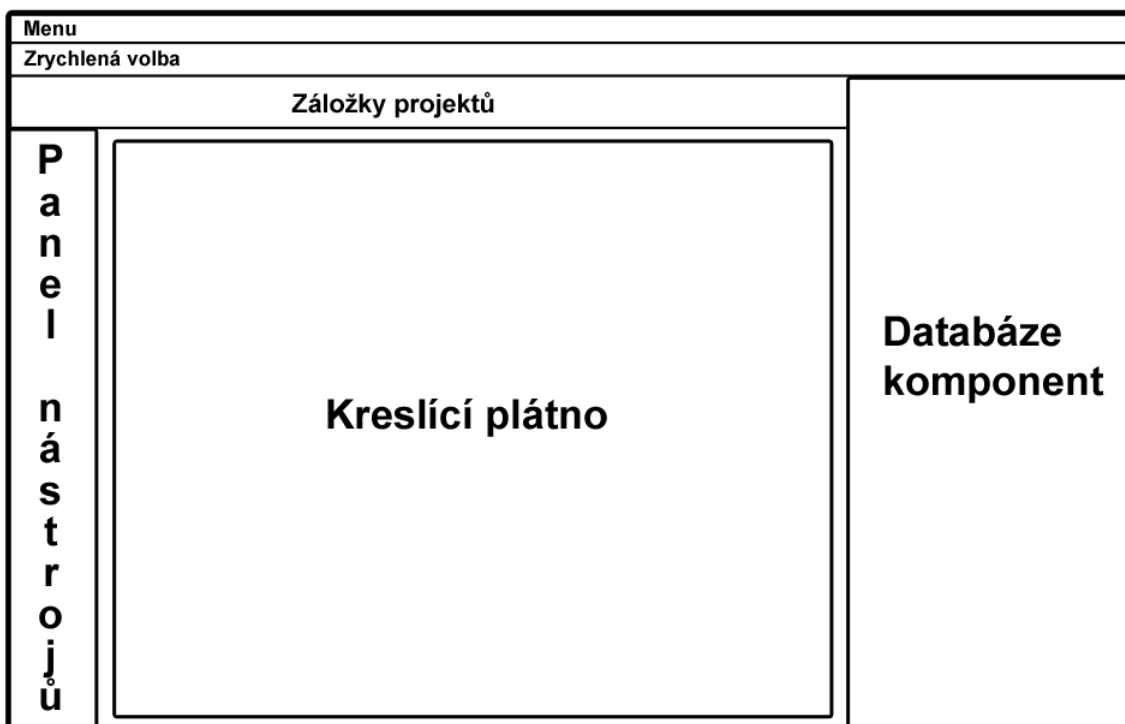 Menu
Zrychlená volba
Záložky projektů
Panel nástrojů
Kreslící plátno
Databáze
komponent